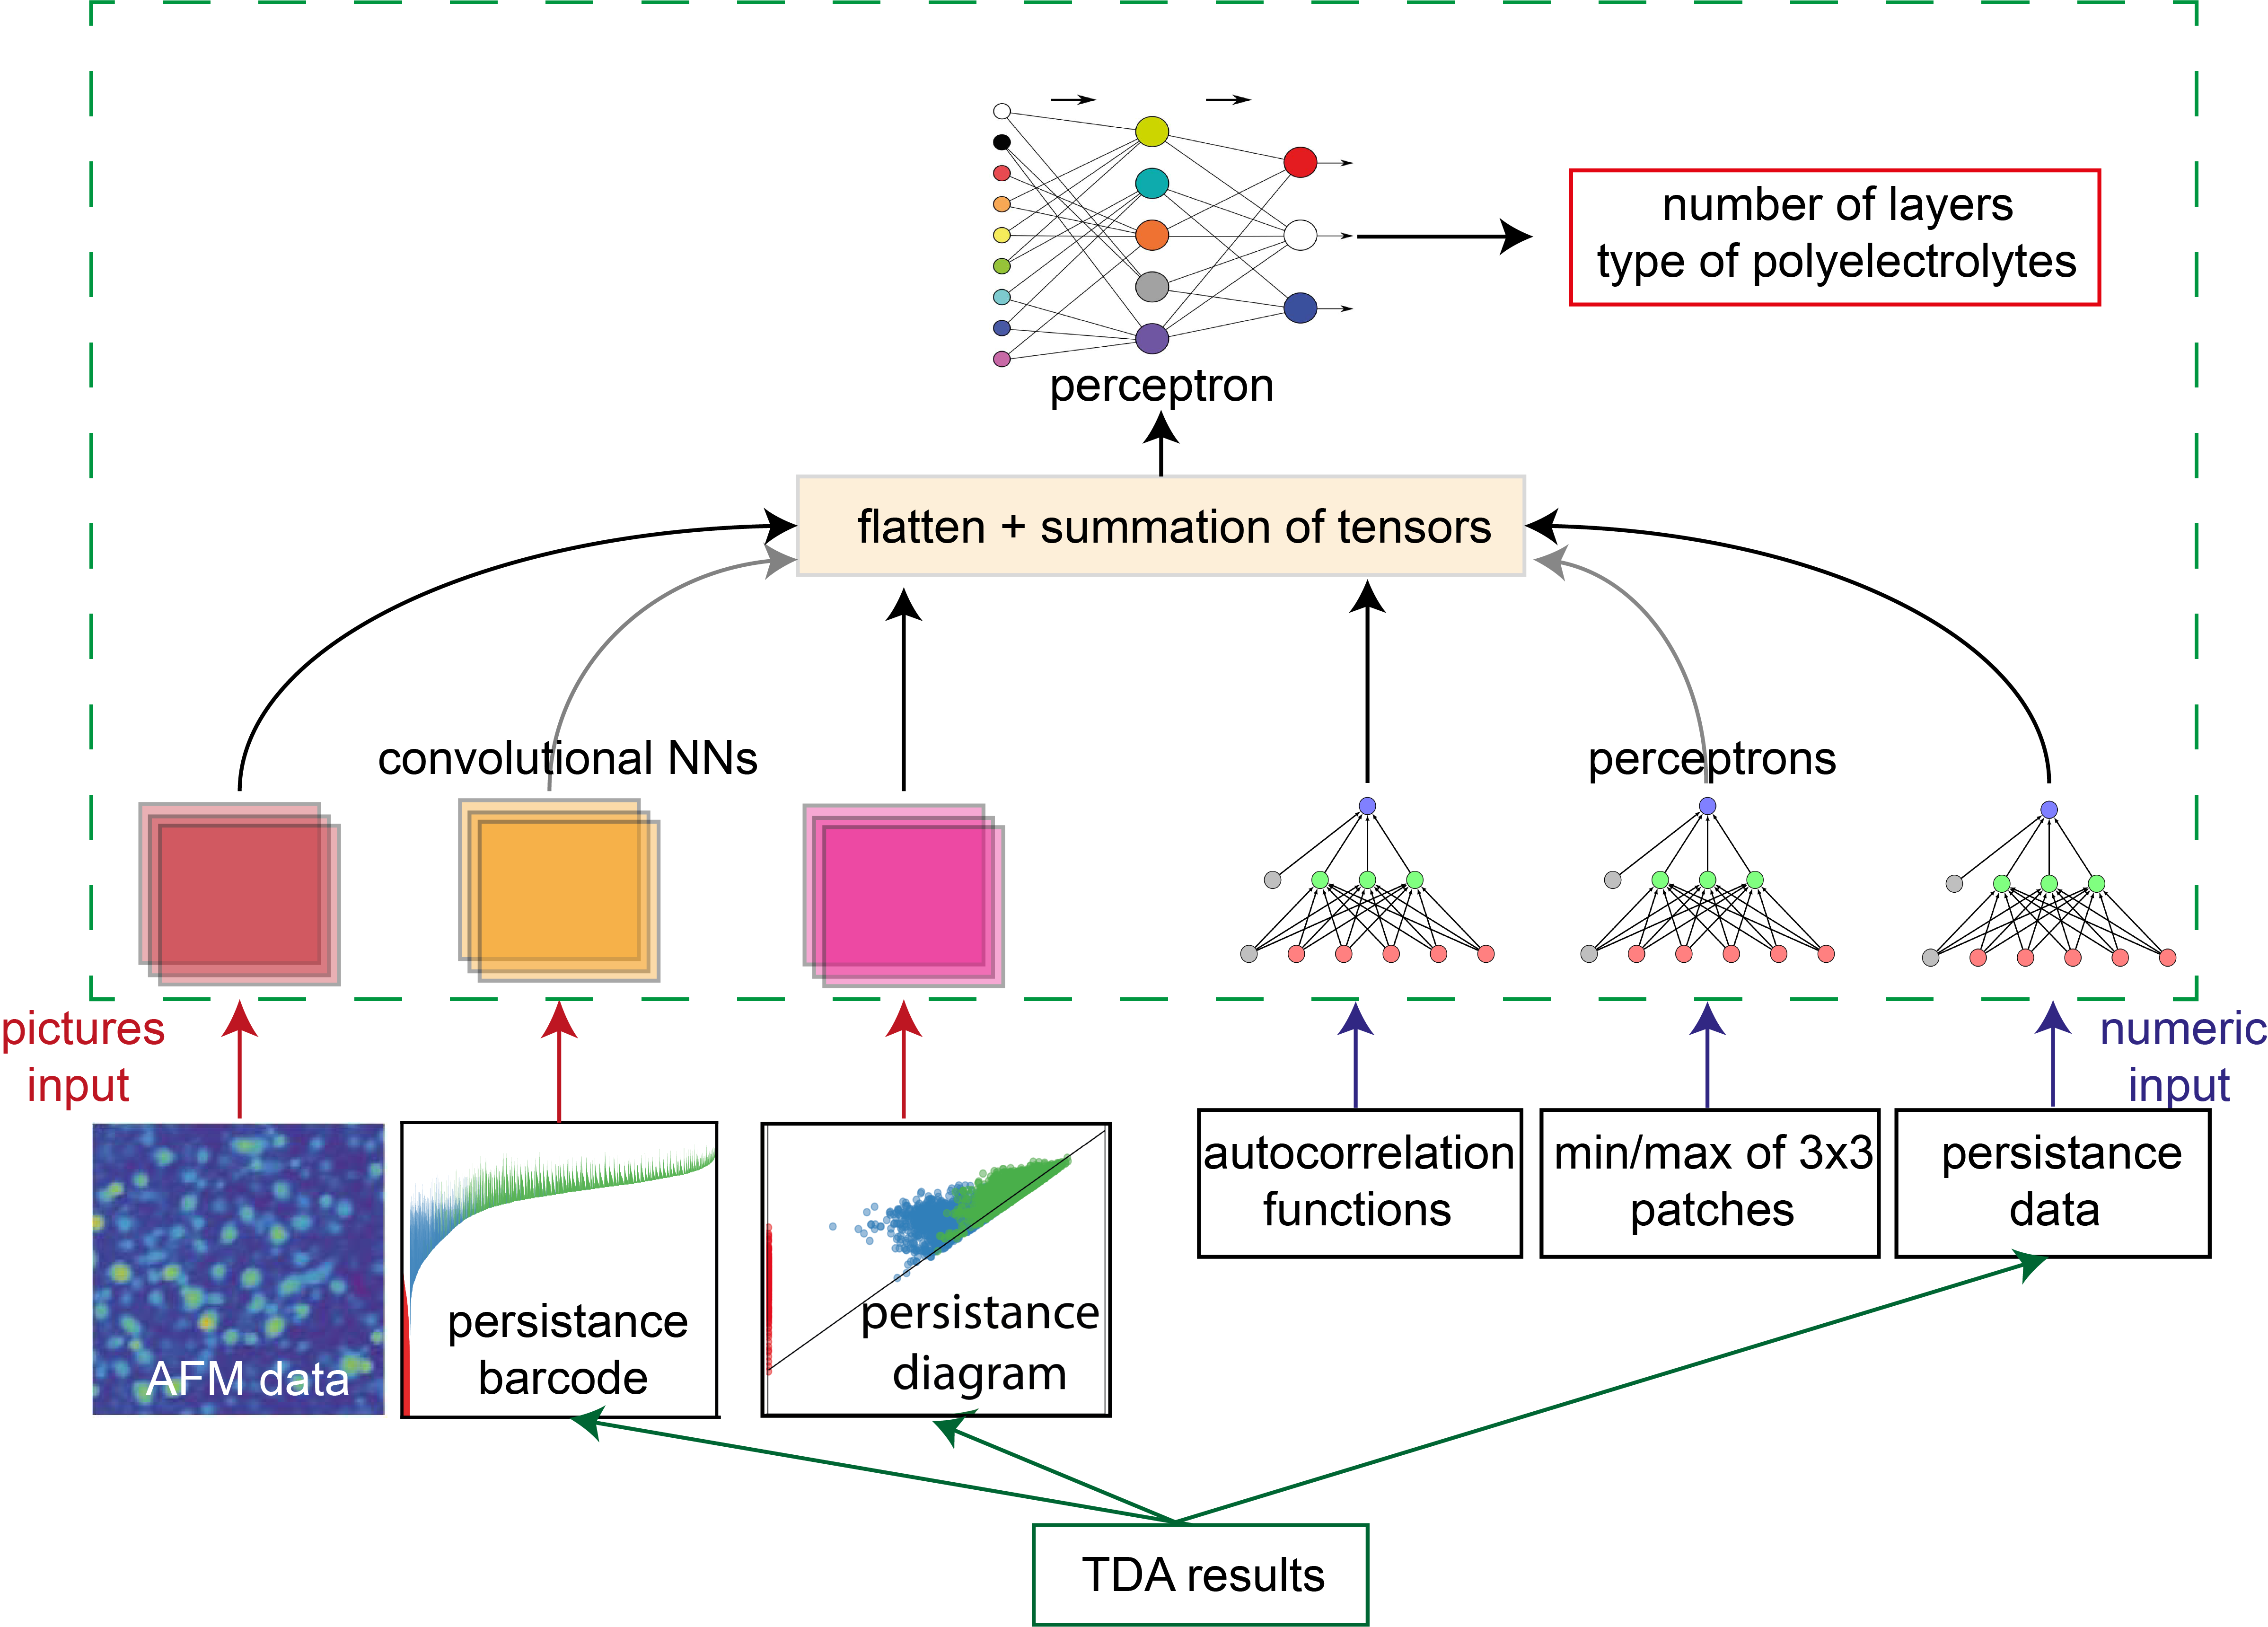 number of layers
type of polyelectrolytes
perceptron
flatten + summation of tensors
convolutional NNs
perceptrons
pictures
input
numeric
input
AFM data
persistance
barcode
persistance
diagram
autocorrelation
functions
min/max of 3x3
patches
persistance
data
TDA results